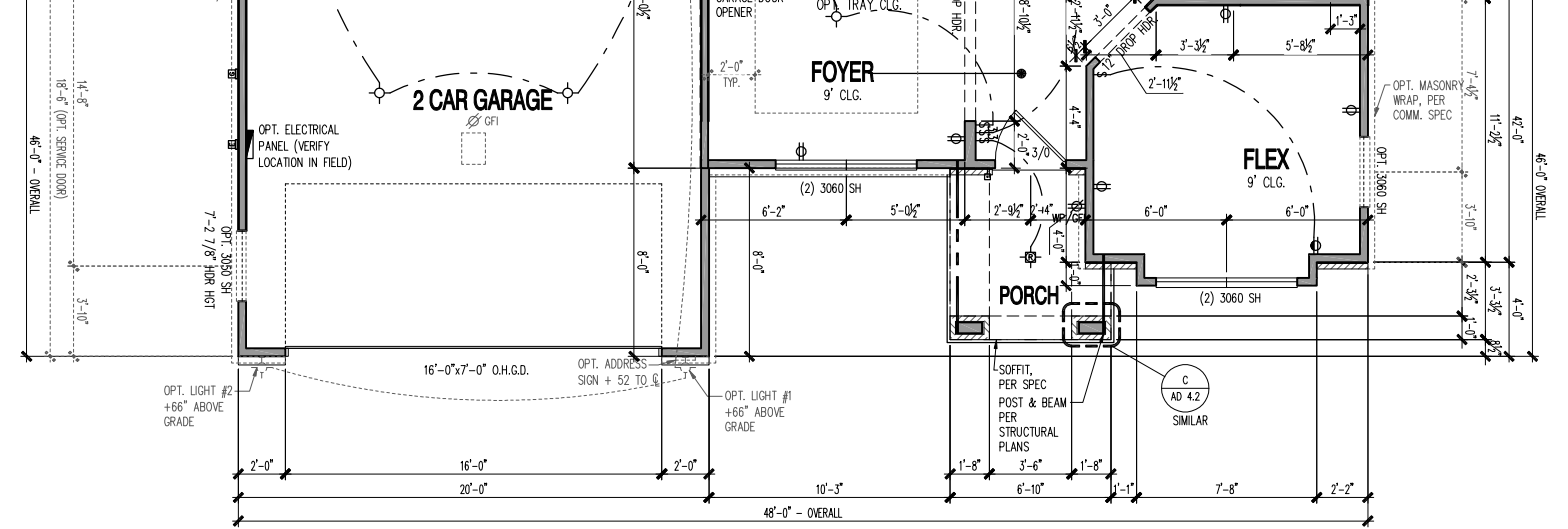 OPENER
OPT. TRAY CLG.
2'-0"
TYP.
FOYER
9' CLG.
2 CAR GARAGE
GFI
OPT. ELECTRICAL
PANEL (VERIFY
LOCATION IN FIELD)
46'-0" - OVERALL
18'-6" (OPT. SERVICE DOOR)
14'-8"
3'-10"
7'-2 7/8" HDR HGT
OPT. 3050 SH
8'-0"
8'-0"
(2) 3060 SH
6'-2"
5'-0½"
2'-9½"
4'-4"
2'-0"
3/0
3'-0"
12" DROP HDR.
3'-3½"
5'-8½"
1'-3"
2'-11½"
FLEX
9' CLG.
6'-0"
6'-0"
OPT. 3060 SH
OPT. MASONRY
WRAP, PER
COMM. SPEC
7'-4½"
11'-2½"
42'-0"
46'-0" - OVERALL
3'-10"
2'-3½"
3'-3½"
4'-0"
1'-0"
8½"
4'-0"
PORCH
(2) 3060 SH
16'-0"x7'-0" O.H.G.D.
OPT. ADDRESS
SIGN + 52 TO
OPT. LIGHT #2
+66" ABOVE
GRADE
OPT. LIGHT #1
+66" ABOVE
GRADE
SOFFIT,
PER SPEC
POST & BEAM
PER
STRUCTURAL
PLANS
C
AD 4.2
SIMILAR
2'-0"
16'-0"
2'-0"
1'-8"
3'-6"
1'-8"
20'-0"
10'-3"
6'-10"
1'-1"
7'-8"
2'-2"
48'-0" - OVERALL